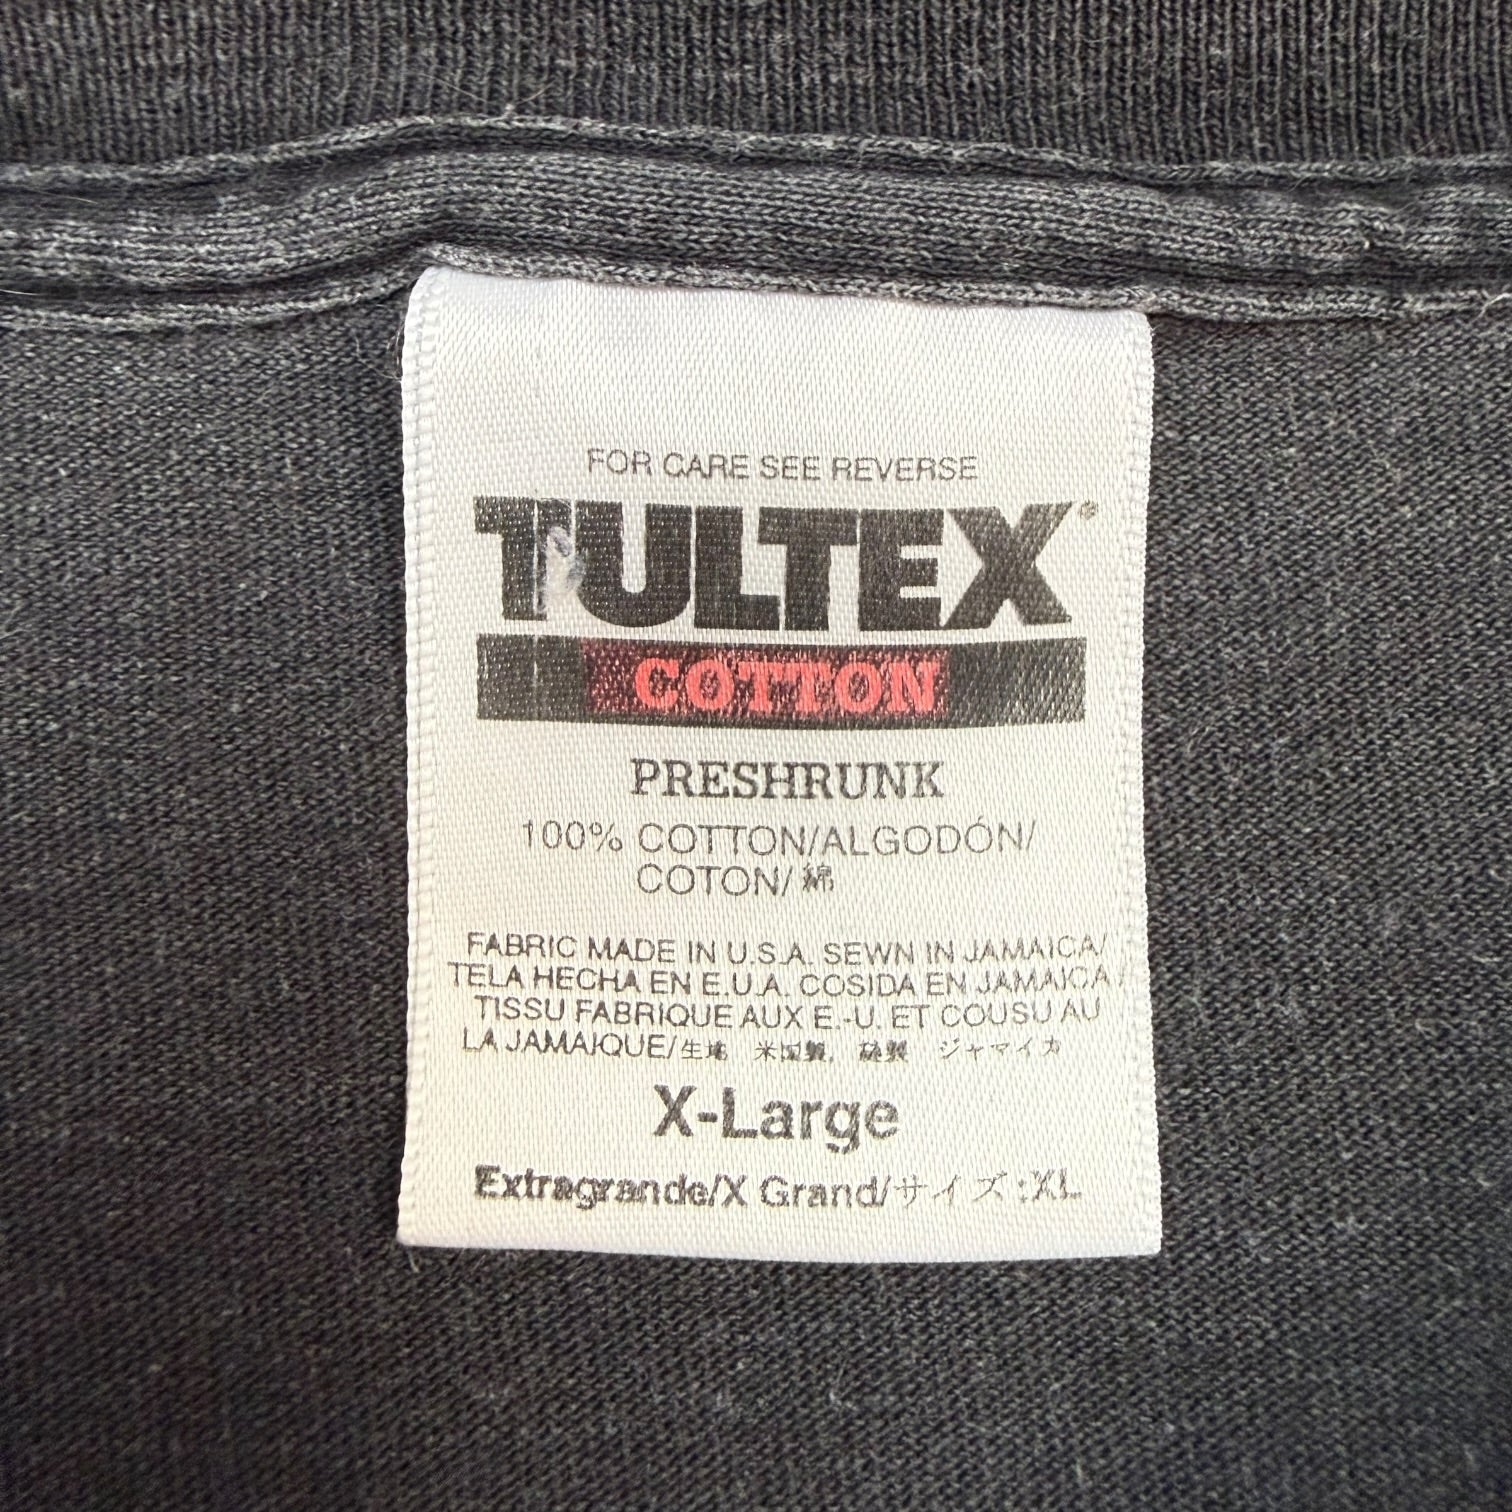 FOR CARE SEE REVERSE
TULTEX®
COTTON
PRESHRUNK
100% COTTON/ALGODÓN/
COTON/綿
FABRIC MADE IN U.S.A. SEWN IN JAMAICA/
TELA HECHA EN E.U.A. COSIDA EN JAMAICA/
TISSU FABRIQUE AUX E.-U. ET COUSU AU
LA JAMAIQUE/生地 米国製, 縫製 ジャマイカ
X-Large
Extragrande/X Grand/サイズ:XL